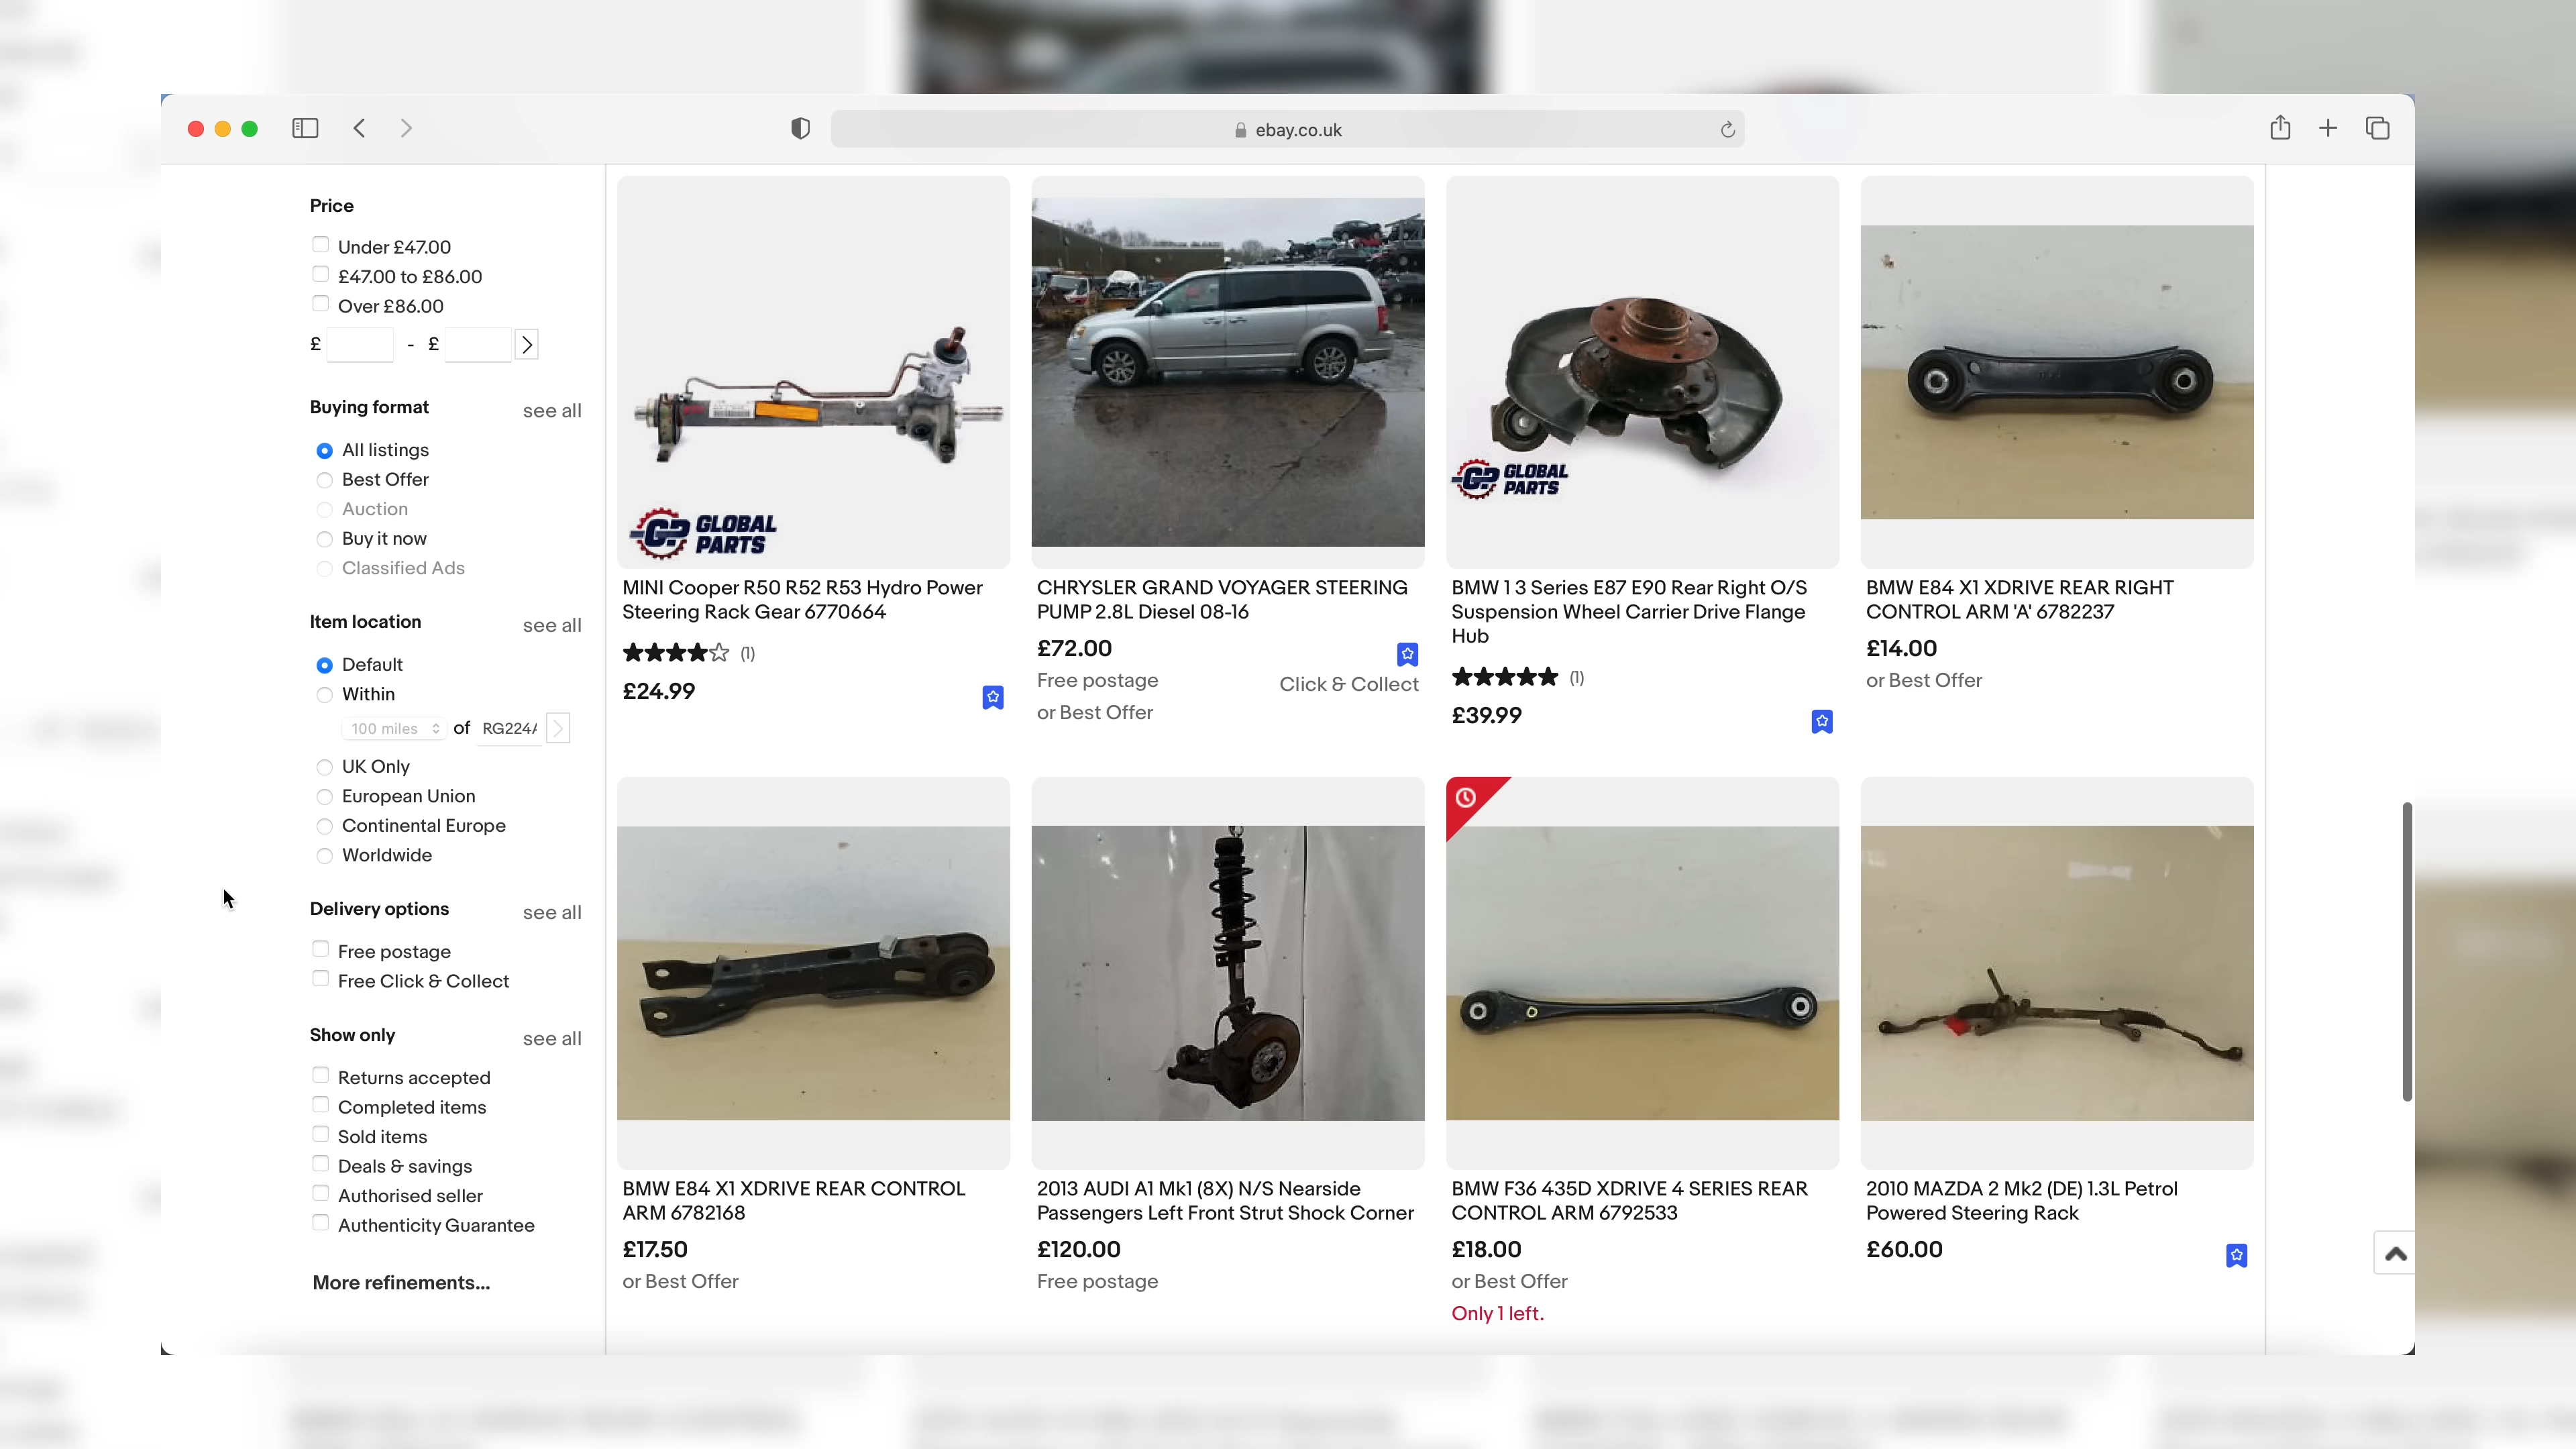 ebay.co.uk
Price
Under £47.00
£47.00 to £86.00
Over £86.00
£ - £
Buying format see all
All listings
Best Offer
Auction
Buy it now
Classified Ads
Item location see all
Default
Within
100 miles of RG224
UK Only
European Union
Continental Europe
Worldwide
Delivery options see all
Free postage
Free Click & Collect
Show only see all
Returns accepted
Completed items
Sold items
Deals & savings
Authorised seller
Authenticity Guarantee
More refinements...
GP GLOBAL
PARTS
MINI Cooper R50 R52 R53 Hydro Power
Steering Rack Gear 6770664
(1)
£24.99
CHRYSLER GRAND VOYAGER STEERING
PUMP 2.8L Diesel 08-16
£72.00
Free postage
Click & Collect
or Best Offer
GP GLOBAL
PARTS
BMW 1 3 Series E87 E90 Rear Right O/S
Suspension Wheel Carrier Drive Flange
Hub
(1)
£39.99
BMW E84 X1 XDRIVE REAR RIGHT
CONTROL ARM 'A' 6782237
£14.00
or Best Offer
BMW E84 X1 XDRIVE REAR CONTROL
ARM 6782168
£17.50
or Best Offer
2013 AUDI A1 Mk1 (8X) N/S Nearside
Passengers Left Front Strut Shock Corner
£120.00
Free postage
BMW F36 435D XDRIVE 4 SERIES REAR
CONTROL ARM 6792533
£18.00
or Best Offer
Only 1 left.
2010 MAZDA 2 Mk2 (DE) 1.3L Petrol
Powered Steering Rack
£60.00